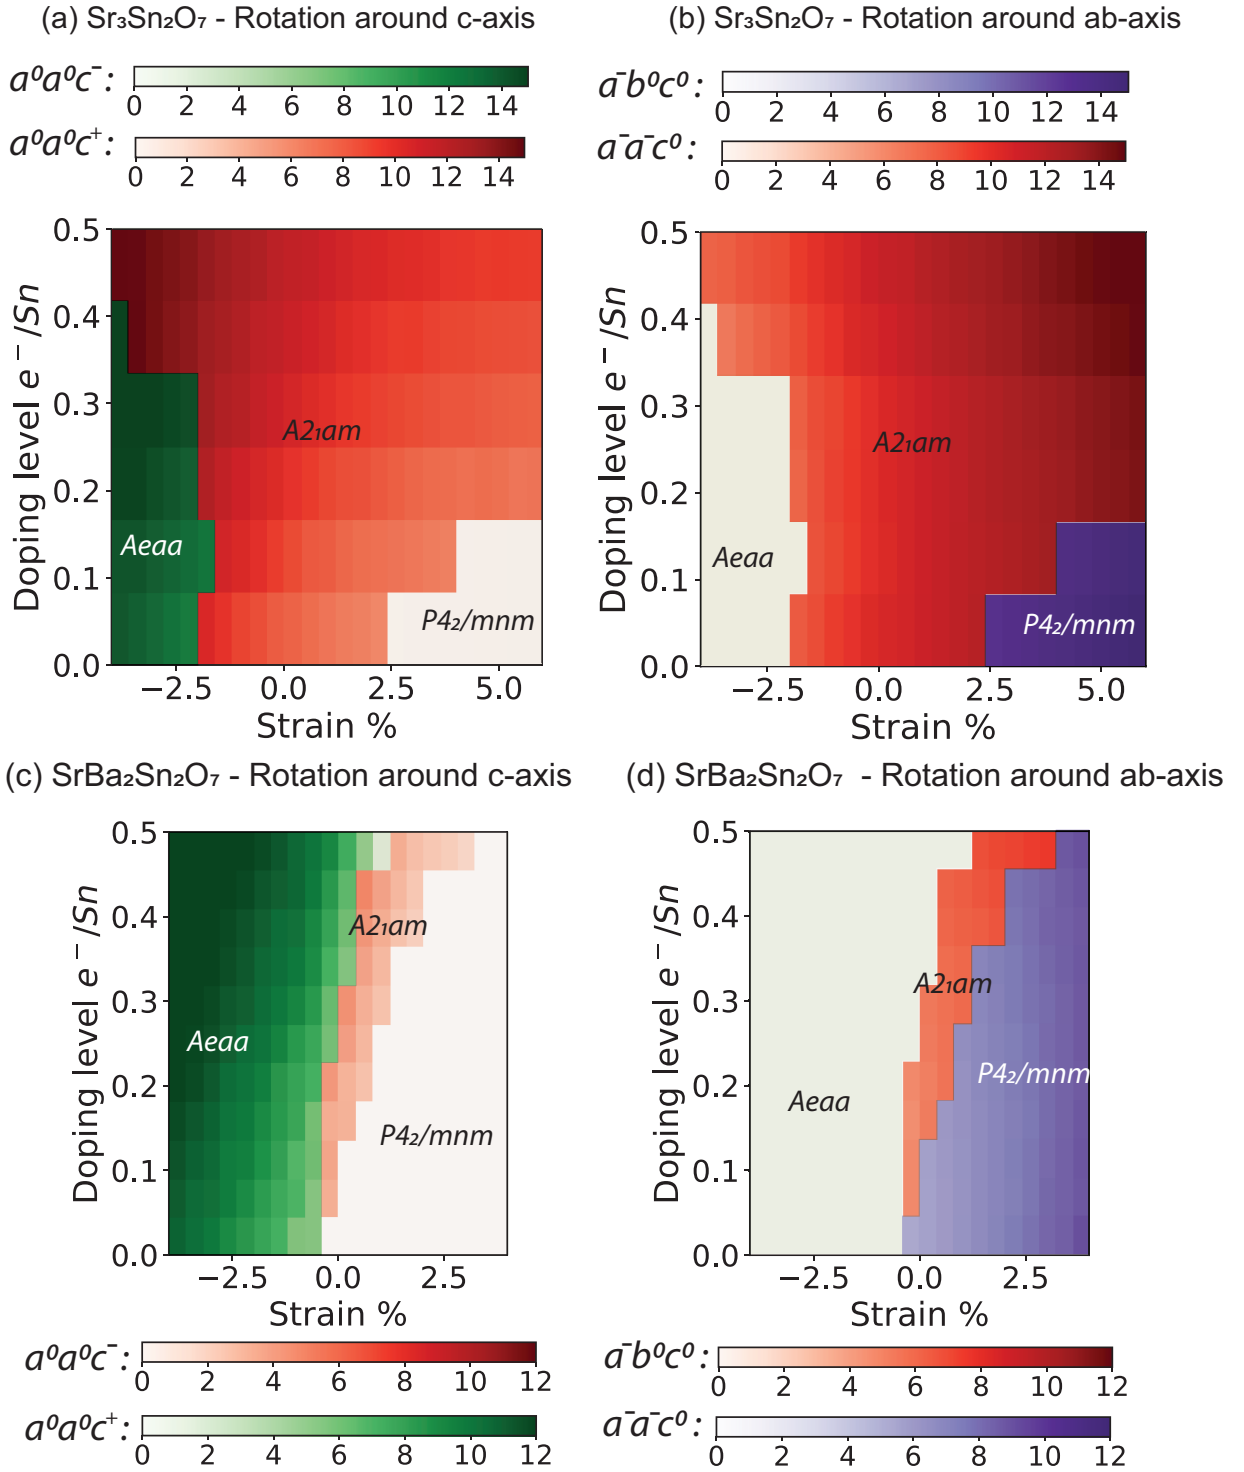 (a) Sr₃Sn₂O₇ - Rotation around c-axis
a⁰a⁰c⁻:
0 2 4 6 8 10 12 14
a⁰a⁰c⁺:
0 2 4 6 8 10 12 14
Doping level e⁻/Sn
0.5
0.4
0.3
0.2
0.1
0.0
A2₁am
Aeaa
P4₂/mnm
−2.5 0.0 2.5 5.0
Strain %
(b) Sr₃Sn₂O₇ - Rotation around ab-axis
a⁻b⁰c⁰:
0 2 4 6 8 10 12 14
a⁻a⁻c⁰:
0 2 4 6 8 10 12 14
Doping level e⁻/Sn
0.5
0.4
0.3
0.2
0.1
0.0
A2₁am
Aeaa
P4₂/mnm
−2.5 0.0 2.5 5.0
Strain %
(c) SrBa₂Sn₂O₇ - Rotation around c-axis
Doping level e⁻/Sn
0.5
0.4
0.3
0.2
0.1
0.0
A2₁am
Aeaa
P4₂/mnm
−2.5 0.0 2.5
Strain %
a⁰a⁰c⁻:
0 2 4 6 8 10 12
a⁰a⁰c⁺:
0 2 4 6 8 10 12
(d) SrBa₂Sn₂O₇ - Rotation around ab-axis
Doping level e⁻/Sn
0.5
0.4
0.3
0.2
0.1
0.0
A2₁am
P4₂/mnm
Aeaa
−2.5 0.0 2.5
Strain %
a⁻b⁰c⁰:
0 2 4 6 8 10 12
a⁻a⁻c⁰:
0 2 4 6 8 10 12